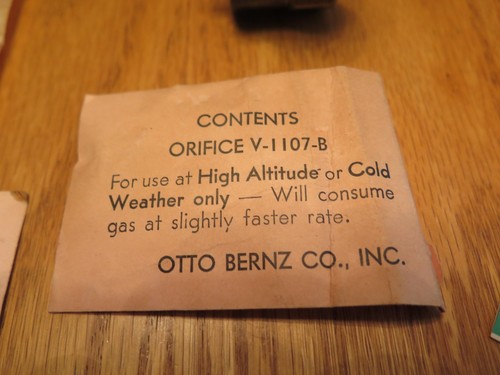 CONTENTS
ORIFICE V-1107-B
For use at High Altitude or Cold
Weather only — Will consume
gas at slightly faster rate.
OTTO BERNZ CO., INC.